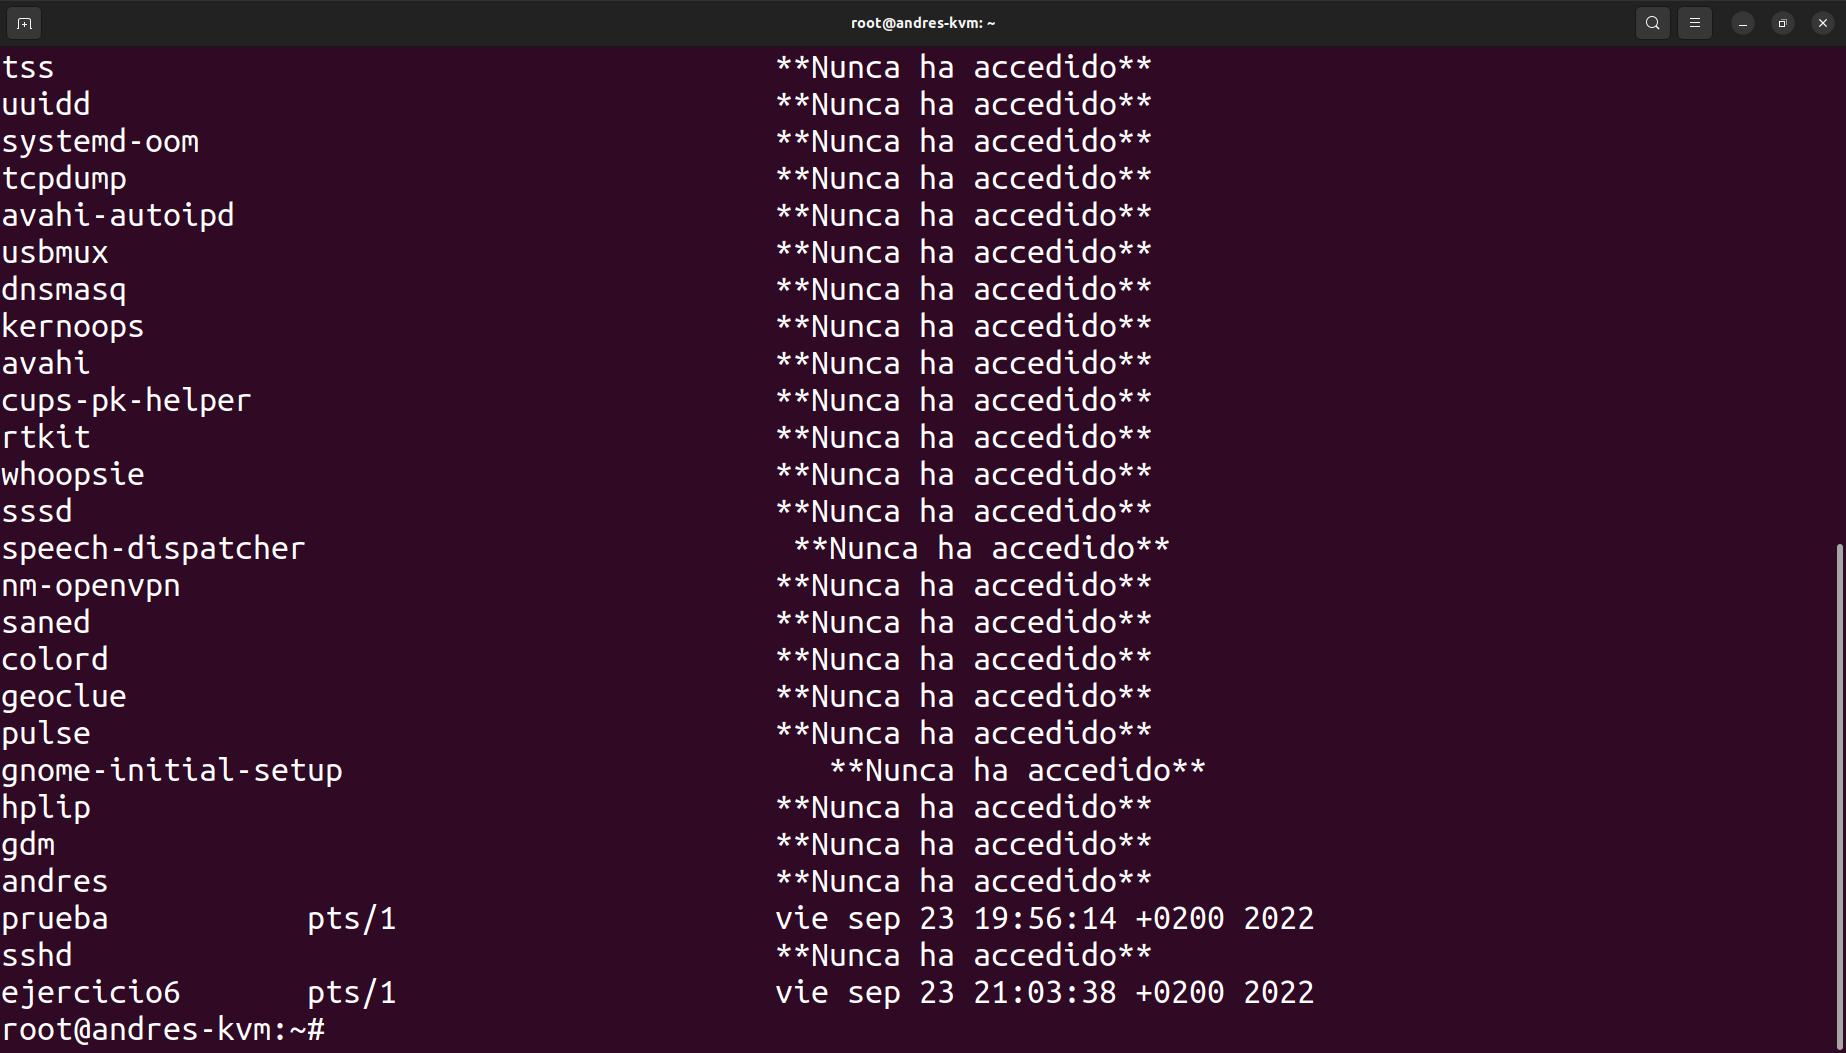 root@andres-kvm: ~
tss **Nunca ha accedido**
uuidd **Nunca ha accedido**
systemd-oom **Nunca ha accedido**
tcpdump **Nunca ha accedido**
avahi-autoipd **Nunca ha accedido**
usbmux **Nunca ha accedido**
dnsmasq **Nunca ha accedido**
kernoops **Nunca ha accedido**
avahi **Nunca ha accedido**
cups-pk-helper **Nunca ha accedido**
rtkit **Nunca ha accedido**
whoopsie **Nunca ha accedido**
sssd **Nunca ha accedido**
speech-dispatcher **Nunca ha accedido**
nm-openvpn **Nunca ha accedido**
saned **Nunca ha accedido**
colord **Nunca ha accedido**
geoclue **Nunca ha accedido**
pulse **Nunca ha accedido**
gnome-initial-setup **Nunca ha accedido**
hplip **Nunca ha accedido**
gdm **Nunca ha accedido**
andres **Nunca ha accedido**
prueba pts/1 vie sep 23 19:56:14 +0200 2022
sshd **Nunca ha accedido**
ejercicio6 pts/1 vie sep 23 21:03:38 +0200 2022
root@andres-kvm:~#